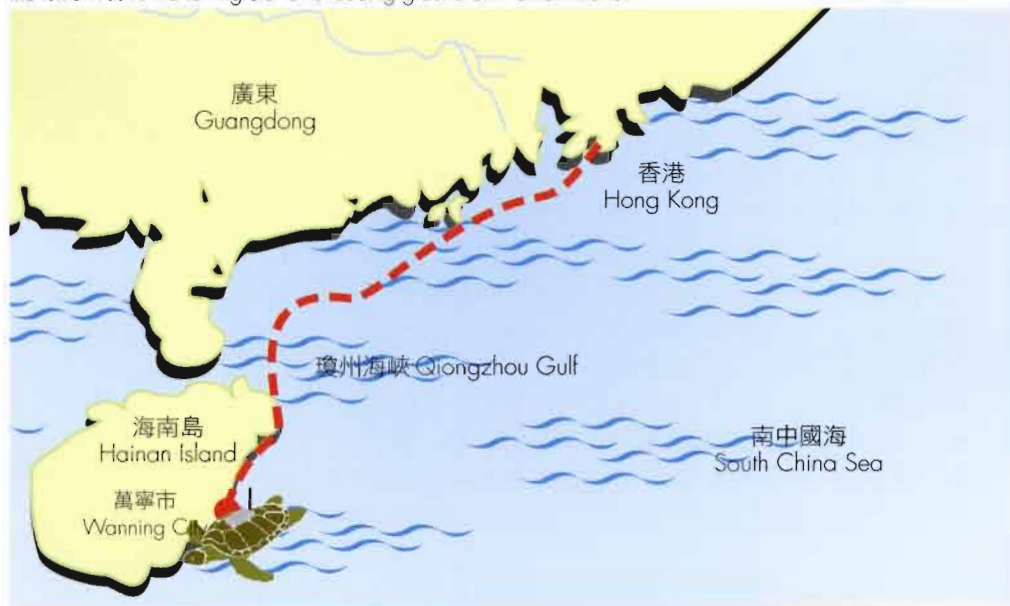 廣東
Guangdong
香港
Hong Kong
瓊州海峽 Qiongzhou Gulf
海南島
Hainan Island
南中國海
South China Sea
萬寧市
Wanning City